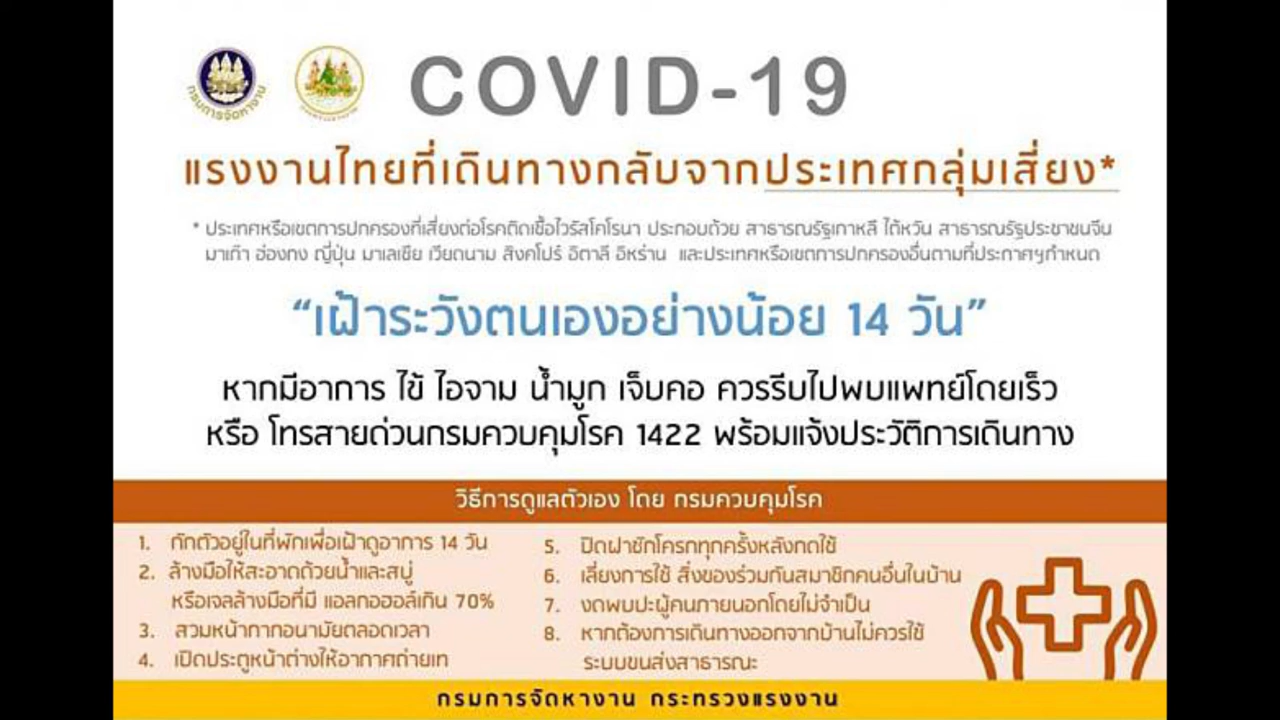 COVID-19
กรมการจัดหางาน
แรงงานไทยที่เดินทางกลับจากประเทศกลุ่มเสี่ยง*
* ประเทศหรือเขตการปกครองที่เสี่ยงต่อโรคติดเชื้อไวรัสโคโรนา ประกอบด้วย สาธารณรัฐเกาหลี ไต้หวัน สาธารณรัฐประชาชนจีน
มาเก๊า ฮ่องกง ญี่ปุ่น มาเลเซีย เวียดนาม สิงคโปร์ อิตาลี อิหร่าน และประเทศหรือเขตการปกครองอื่นตามที่ประกาศฯกำหนด
“เฝ้าระวังตนเองอย่างน้อย 14 วัน”
หากมีอาการ ไข้ ไอจาม น้ำมูก เจ็บคอ ควรรีบไปพบแพทย์โดยเร็ว
หรือ โทรสายด่วนกรมควบคุมโรค 1422 พร้อมแจ้งประวัติการเดินทาง
วิธีการดูแลตัวเอง โดย กรมควบคุมโรค
1. กักตัวอยู่ในที่พักเพื่อเฝ้าดูอาการ 14 วัน
2. ล้างมือให้สะอาดด้วยน้ำและสบู่
หรือเจลล้างมือที่มี แอลกอฮอล์เกิน 70%
3. สวมหน้ากากอนามัยตลอดเวลา
4. เปิดประตูหน้าต่างให้อากาศถ่ายเท
5. ปิดฝาชักโครกทุกครั้งหลังกดใช้
6. เลี่ยงการใช้ สิ่งของร่วมกันสมาชิกคนอื่นในบ้าน
7. งดพบปะผู้คนภายนอกโดยไม่จำเป็น
8. หากต้องการเดินทางออกจากบ้านไม่ควรใช้
ระบบขนส่งสาธารณะ
กรมการจัดหางาน กระทรวงแรงงาน